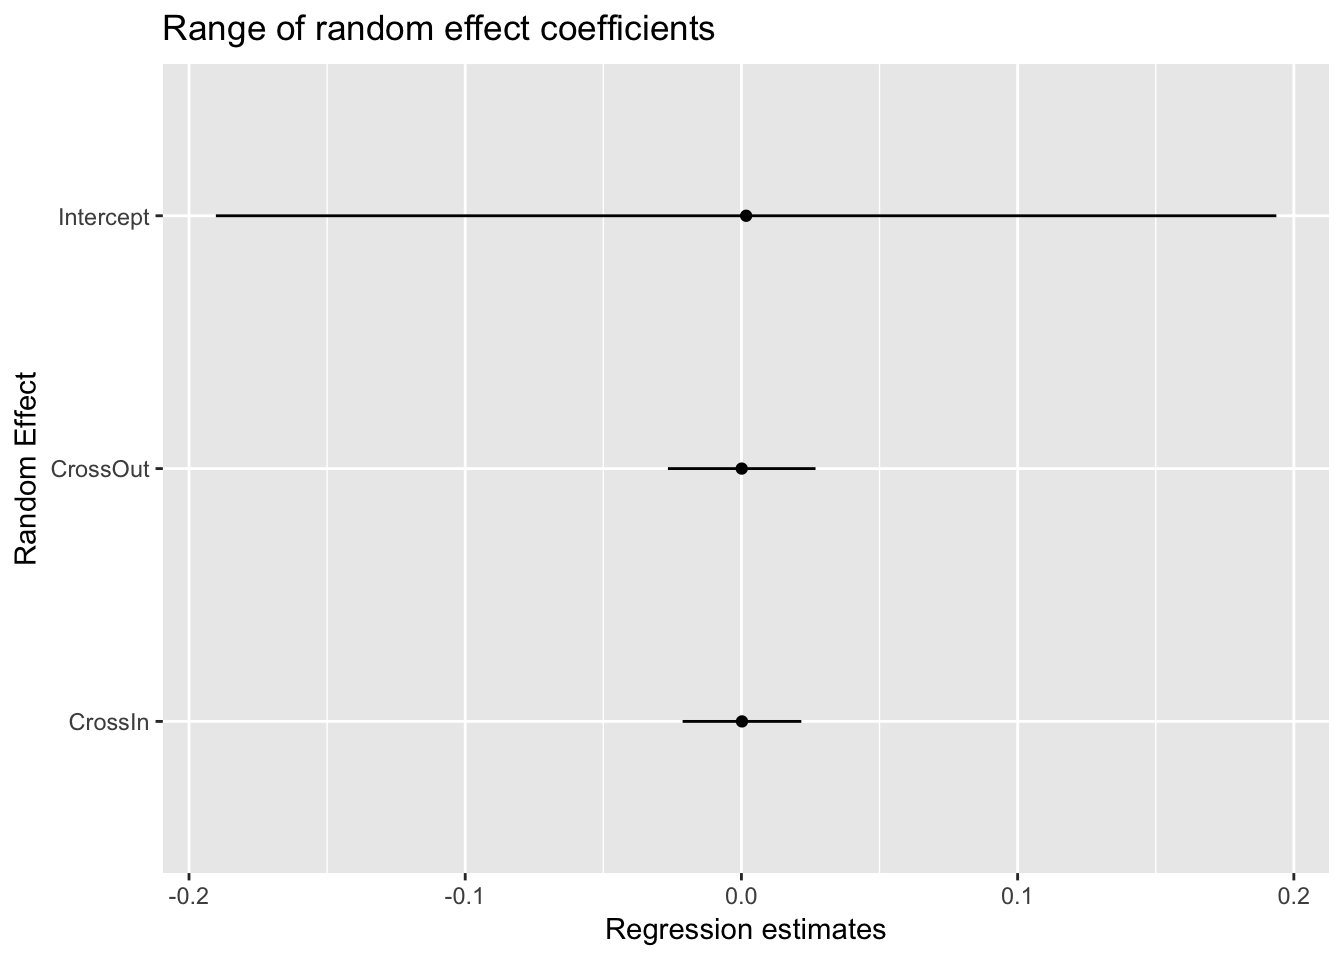 Range of random effect coefficients
Random Effect
Intercept
CrossOut
CrossIn
-0.2 -0.1 0.0 0.1 0.2
Regression estimates